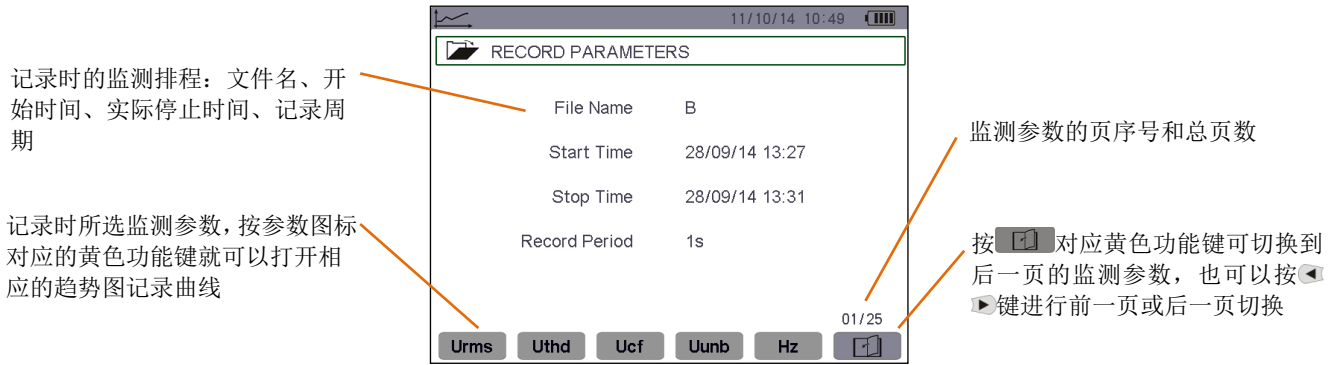 11/10/14 10:49
RECORD PARAMETERS
记录时的监测排程：文件名、开
始时间、实际停止时间、记录周
期
File Name B
Start Time 28/09/14 13:27
Stop Time 28/09/14 13:31
Record Period 1s
监测参数的页序号和总页数
记录时所选监测参数，按参数图标
对应的黄色功能键就可以打开相
应的趋势图记录曲线
按 对应黄色功能键可切换到
后一页的监测参数，也可以按
键进行前一页或后一页切换
01/25
Urms Uthd Ucf Uunb Hz